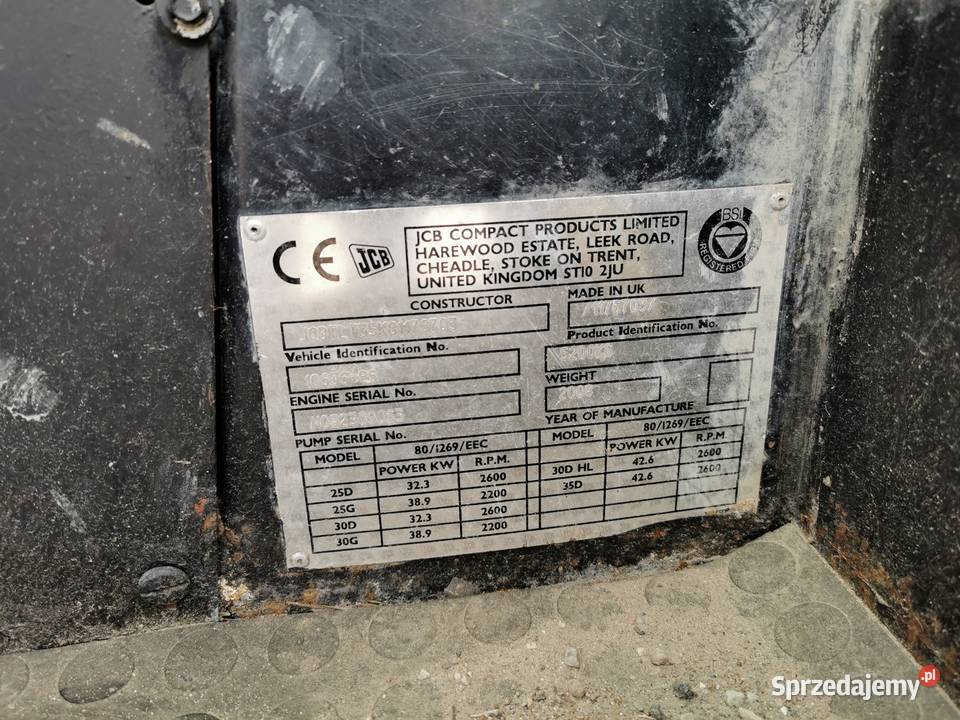 CE JCB
JCB COMPACT PRODUCTS LIMITED
HAREWOOD ESTATE, LEEK ROAD,
CHEADLE, STOKE ON TRENT,
UNITED KINGDOM ST10 2JU
BSI
REGISTERED
CONSTRUCTOR
MADE IN UK
Vehicle Identification No.
Product Identification No.
ENGINE SERIAL No.
WEIGHT
PUMP SERIAL No.
YEAR OF MANUFACTURE
MODEL 80/1269/EEC
POWER KW R.P.M.
25D 32.3 2600
25G 38.9 2200
30D 32.3 2600
30G 38.9 2200
MODEL 80/1269/EEC
POWER KW R.P.M.
30D HL 42.6 2600
35D 42.6 2600
Sprzedajemy.pl